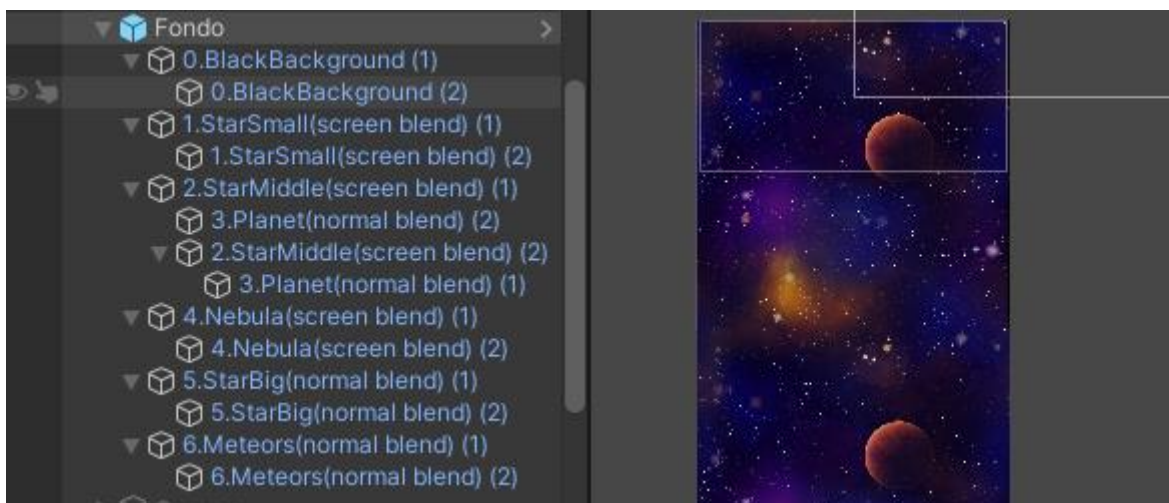 Fondo
0.BlackBackground (1)
0.BlackBackground (2)
1.StarSmall(screen blend) (1)
1.StarSmall(screen blend) (2)
2.StarMiddle(screen blend) (1)
3.Planet(normal blend) (2)
2.StarMiddle(screen blend) (2)
3.Planet(normal blend) (1)
4.Nebula(screen blend) (1)
4.Nebula(screen blend) (2)
5.StarBig(normal blend) (1)
5.StarBig(normal blend) (2)
6.Meteors(normal blend) (1)
6.Meteors(normal blend) (2)